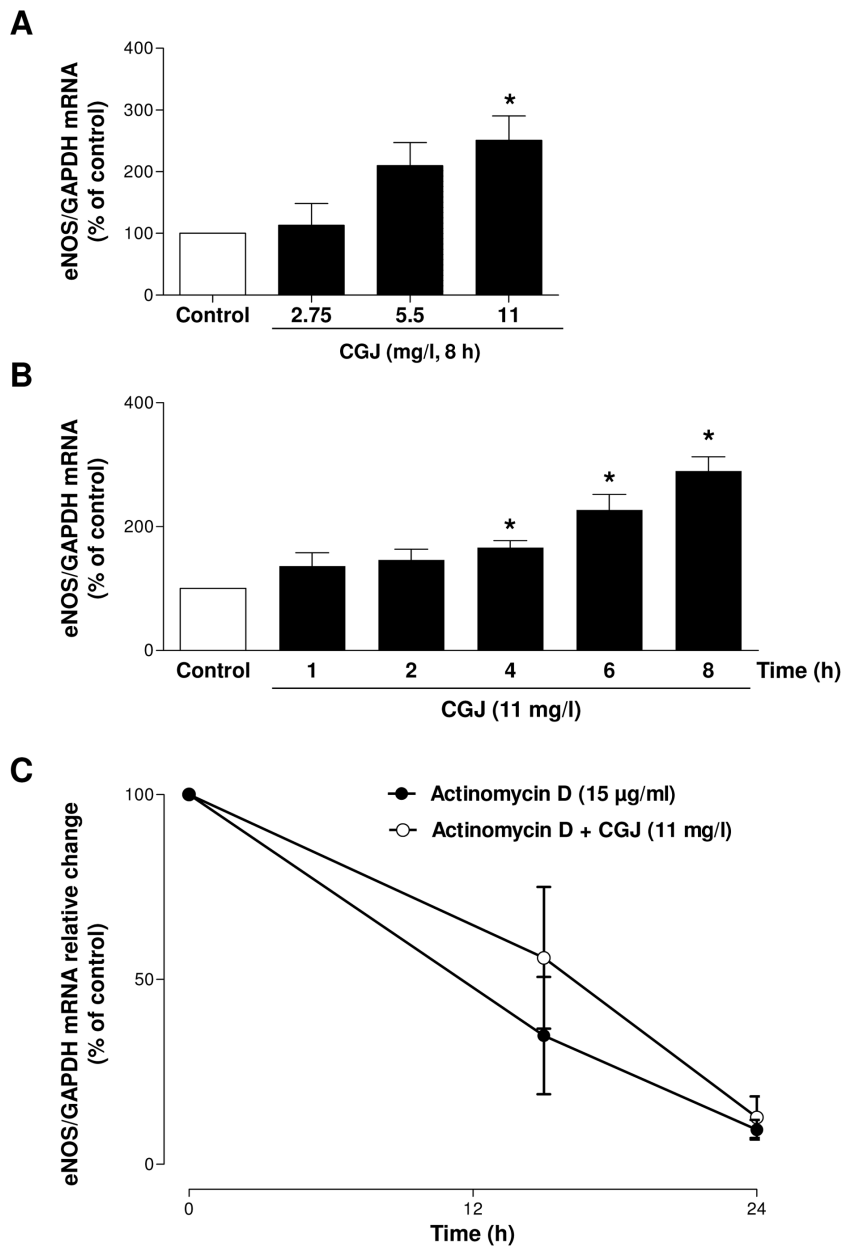 A
eNOS/GAPDH mRNA
(% of control)
400
300
200
100
0
*
Control 2.75 5.5 11
CGJ (mg/l, 8 h)
B
eNOS/GAPDH mRNA
(% of control)
400
200
0
* * *
Control 1 2 4 6 8 Time (h)
CGJ (11 mg/l)
C
eNOS/GAPDH mRNA relative change
(% of control)
100
50
0
Actinomycin D (15 µg/ml)
Actinomycin D + CGJ (11 mg/l)
0 12 24
Time (h)